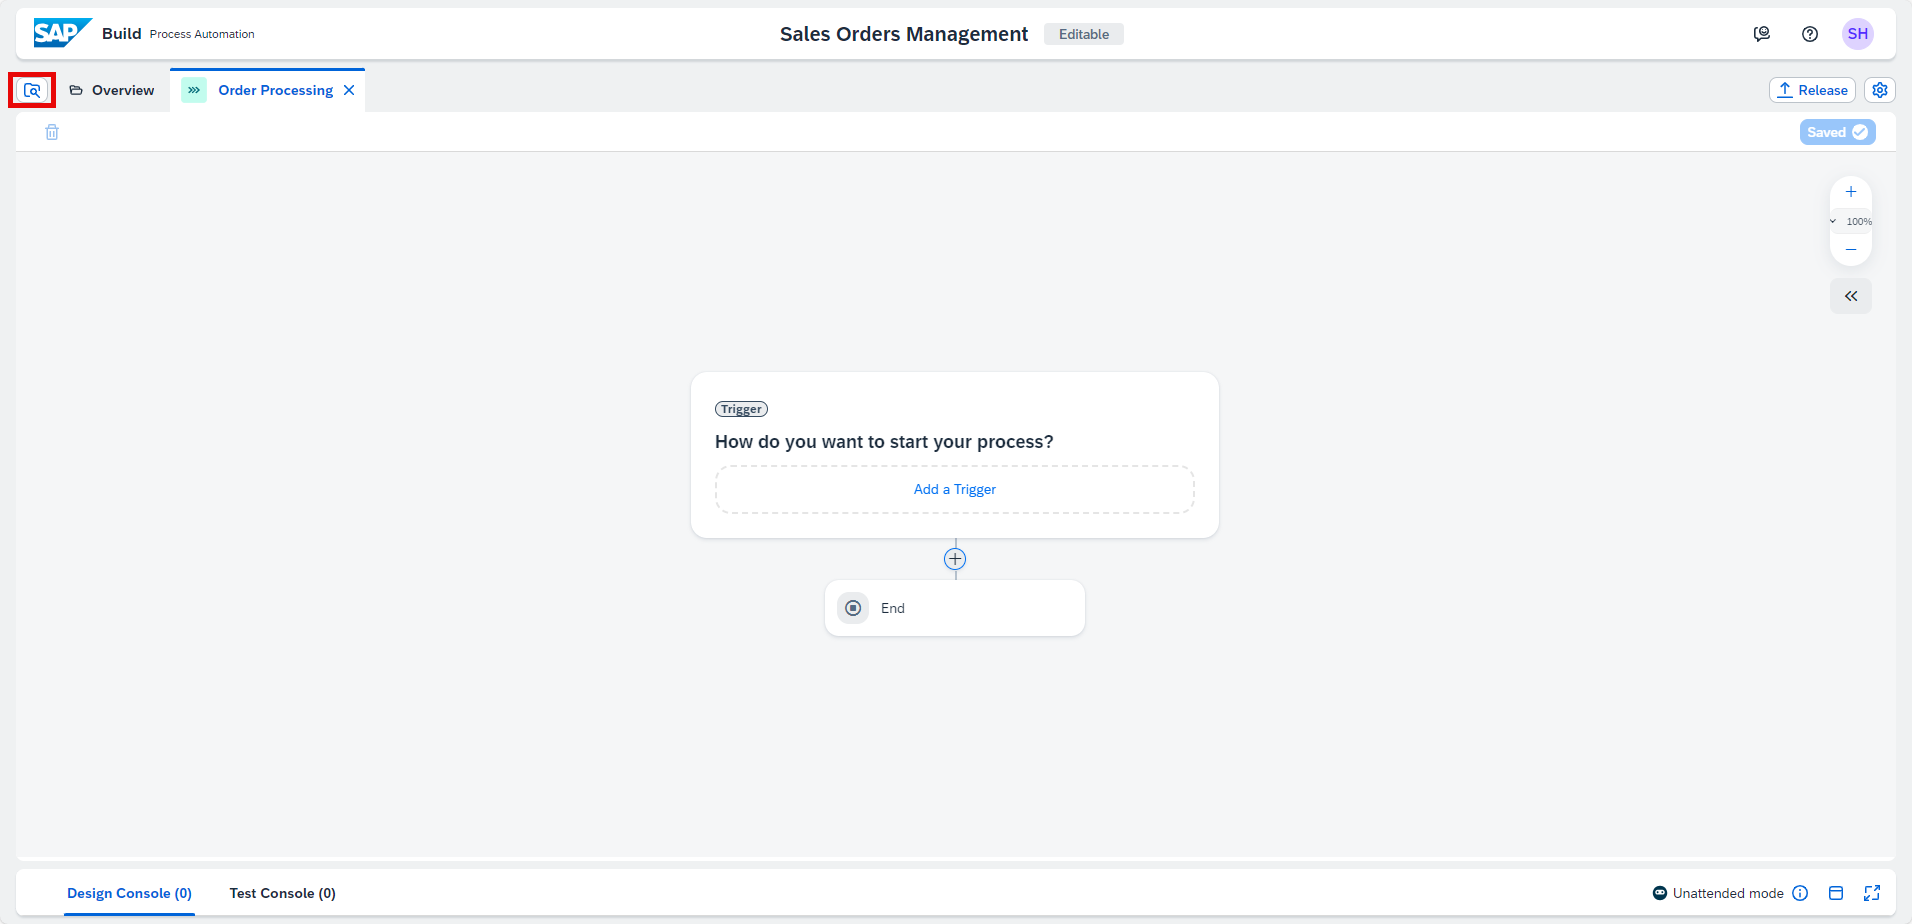 SAP Build Process Automation
Sales Orders Management Editable
SH
Overview
Order Processing
Release
Saved
100%
Trigger
How do you want to start your process?
Add a Trigger
End
Design Console (0)
Test Console (0)
Unattended mode